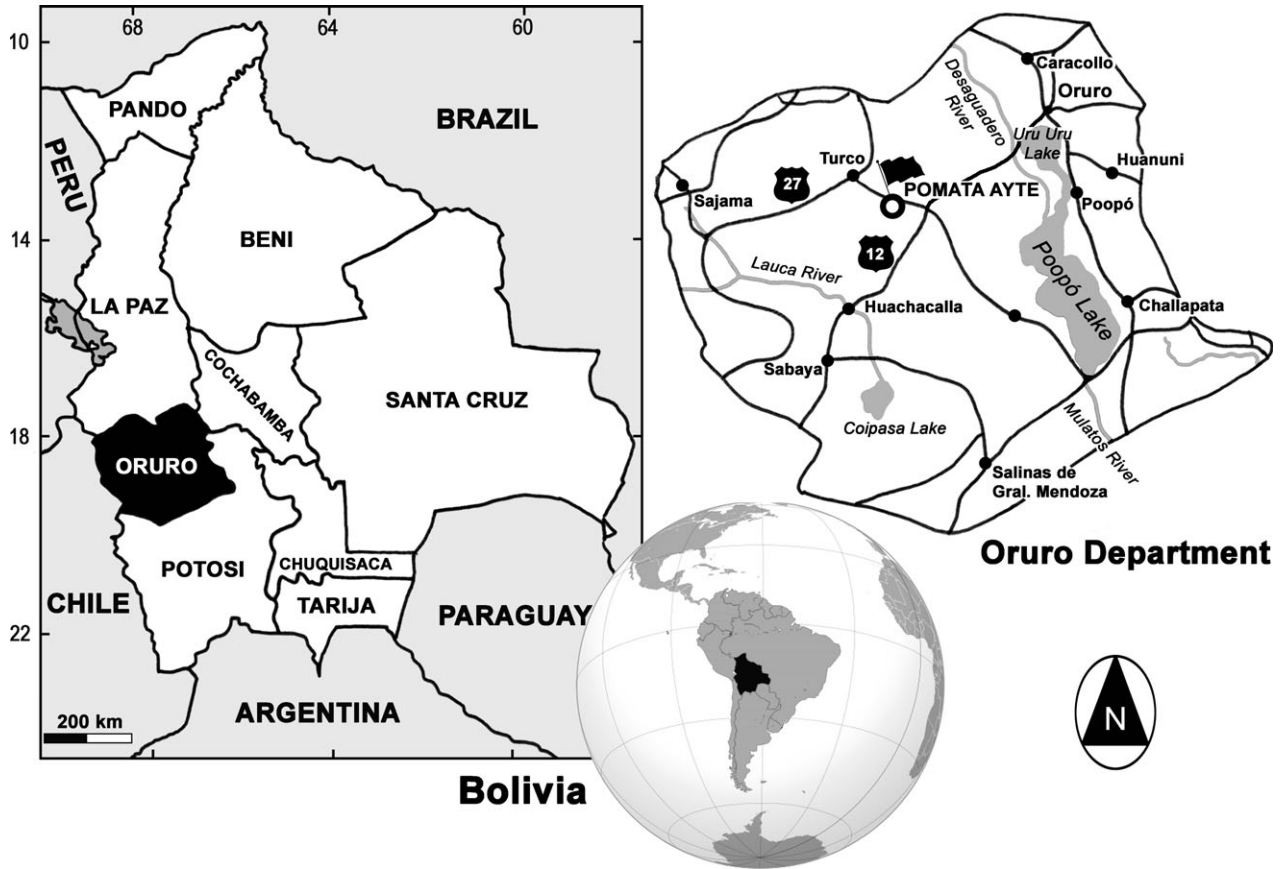 68
64
60
10
14
18
22
PANDO
BRAZIL
PERU
BENI
LA PAZ
COCHABAMBA
SANTA CRUZ
ORURO
POTOSI
CHUQUISACA
TARIJA
CHILE
PARAGUAY
ARGENTINA
200 km
Bolivia
Caracollo
Desaguadero
River
Oruro
Uru Uru
Lake
Huanuni
Turco
27
POMATA AYTE
Sajama
Poopó
12
Lauca River
Poopó Lake
Huachacalla
Challapata
Sabaya
Coipasa Lake
Mulatos River
Salinas de
Gral. Mendoza
Oruro Department
N